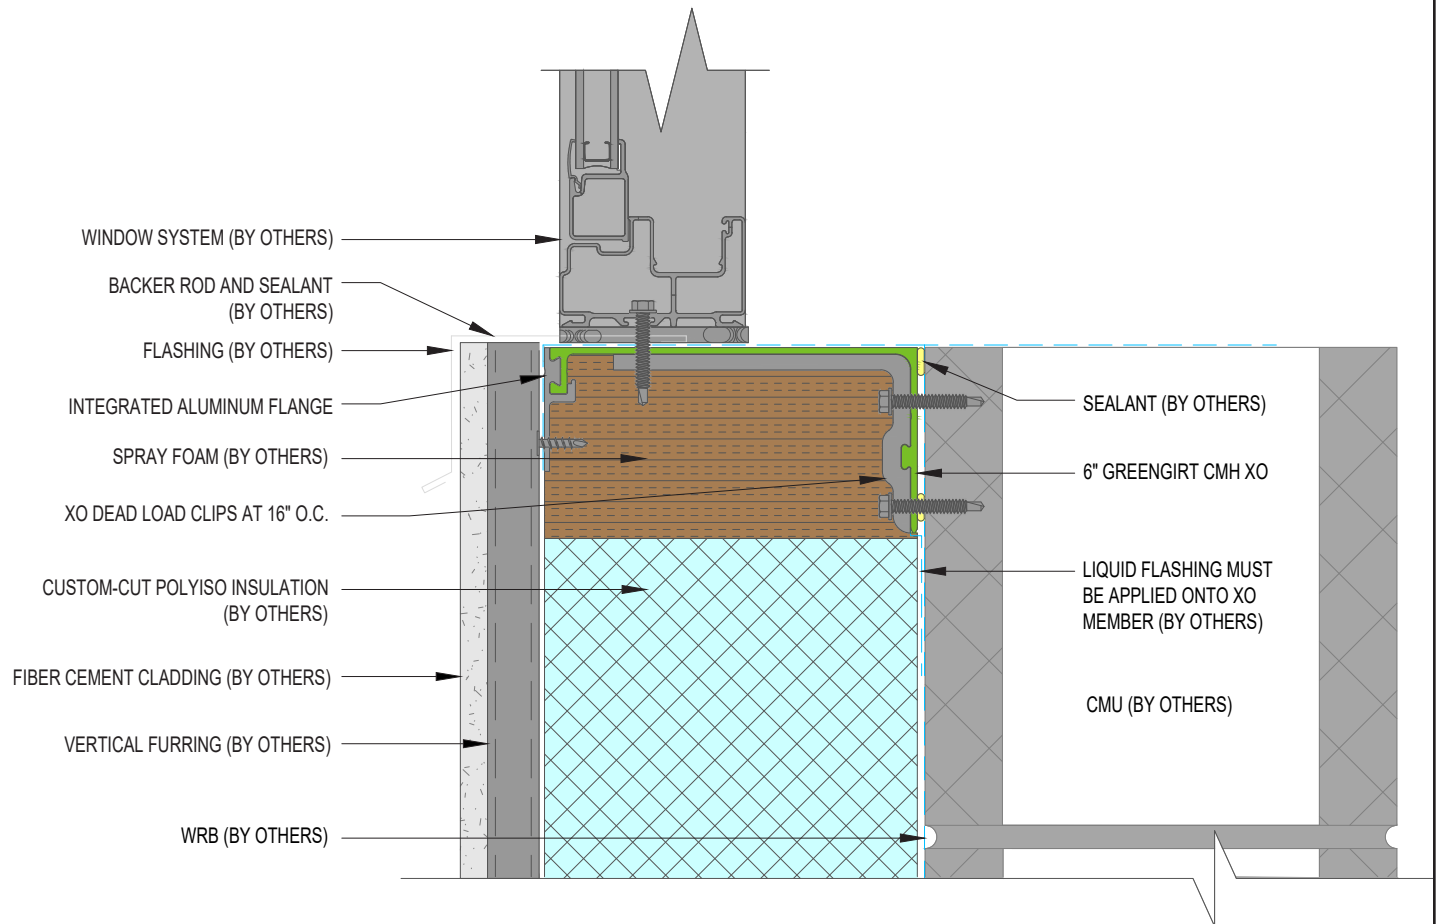 WINDOW SYSTEM (BY OTHERS)
BACKER ROD AND SEALANT
(BY OTHERS)
FLASHING (BY OTHERS)
INTEGRATED ALUMINUM FLANGE
SPRAY FOAM (BY OTHERS)
XO DEAD LOAD CLIPS AT 16" O.C.
CUSTOM-CUT POLYISO INSULATION
(BY OTHERS)
FIBER CEMENT CLADDING (BY OTHERS)
VERTICAL FURRING (BY OTHERS)
WRB (BY OTHERS)
SEALANT (BY OTHERS)
6" GREENGIRT CMH XO
LIQUID FLASHING MUST
BE APPLIED ONTO XO
MEMBER (BY OTHERS)
CMU (BY OTHERS)